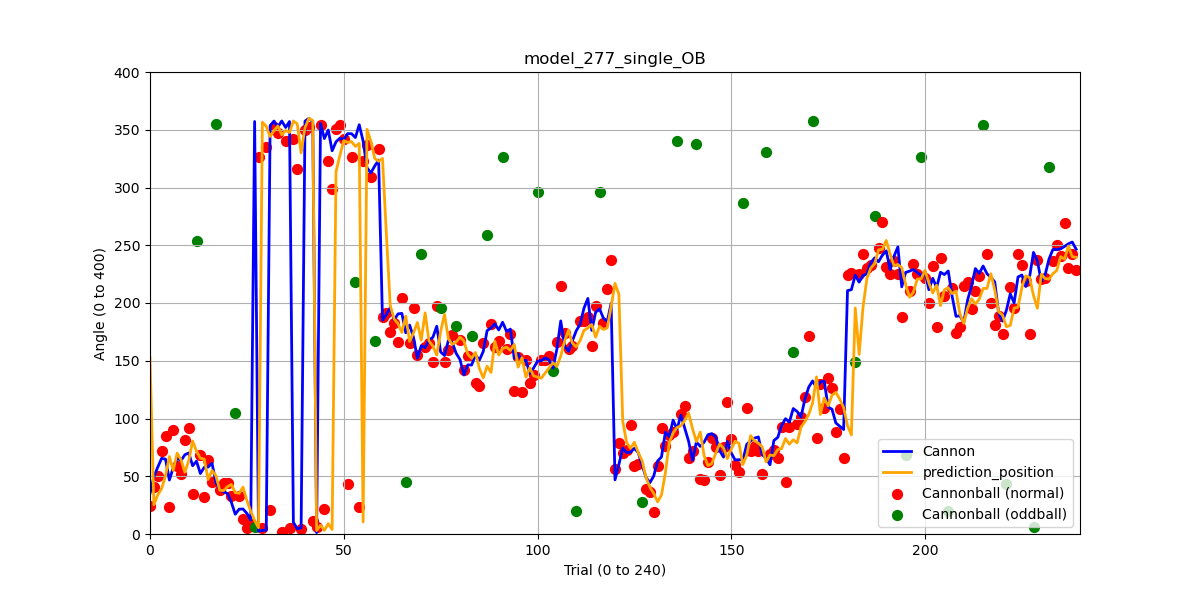 model_277_single_OB
400
350
300
250
200
150
100
50
0
Angle (0 to 400)
0 50 100 150 200
Trial (0 to 240)
Cannon
prediction_position
Cannonball (normal)
Cannonball (oddball)